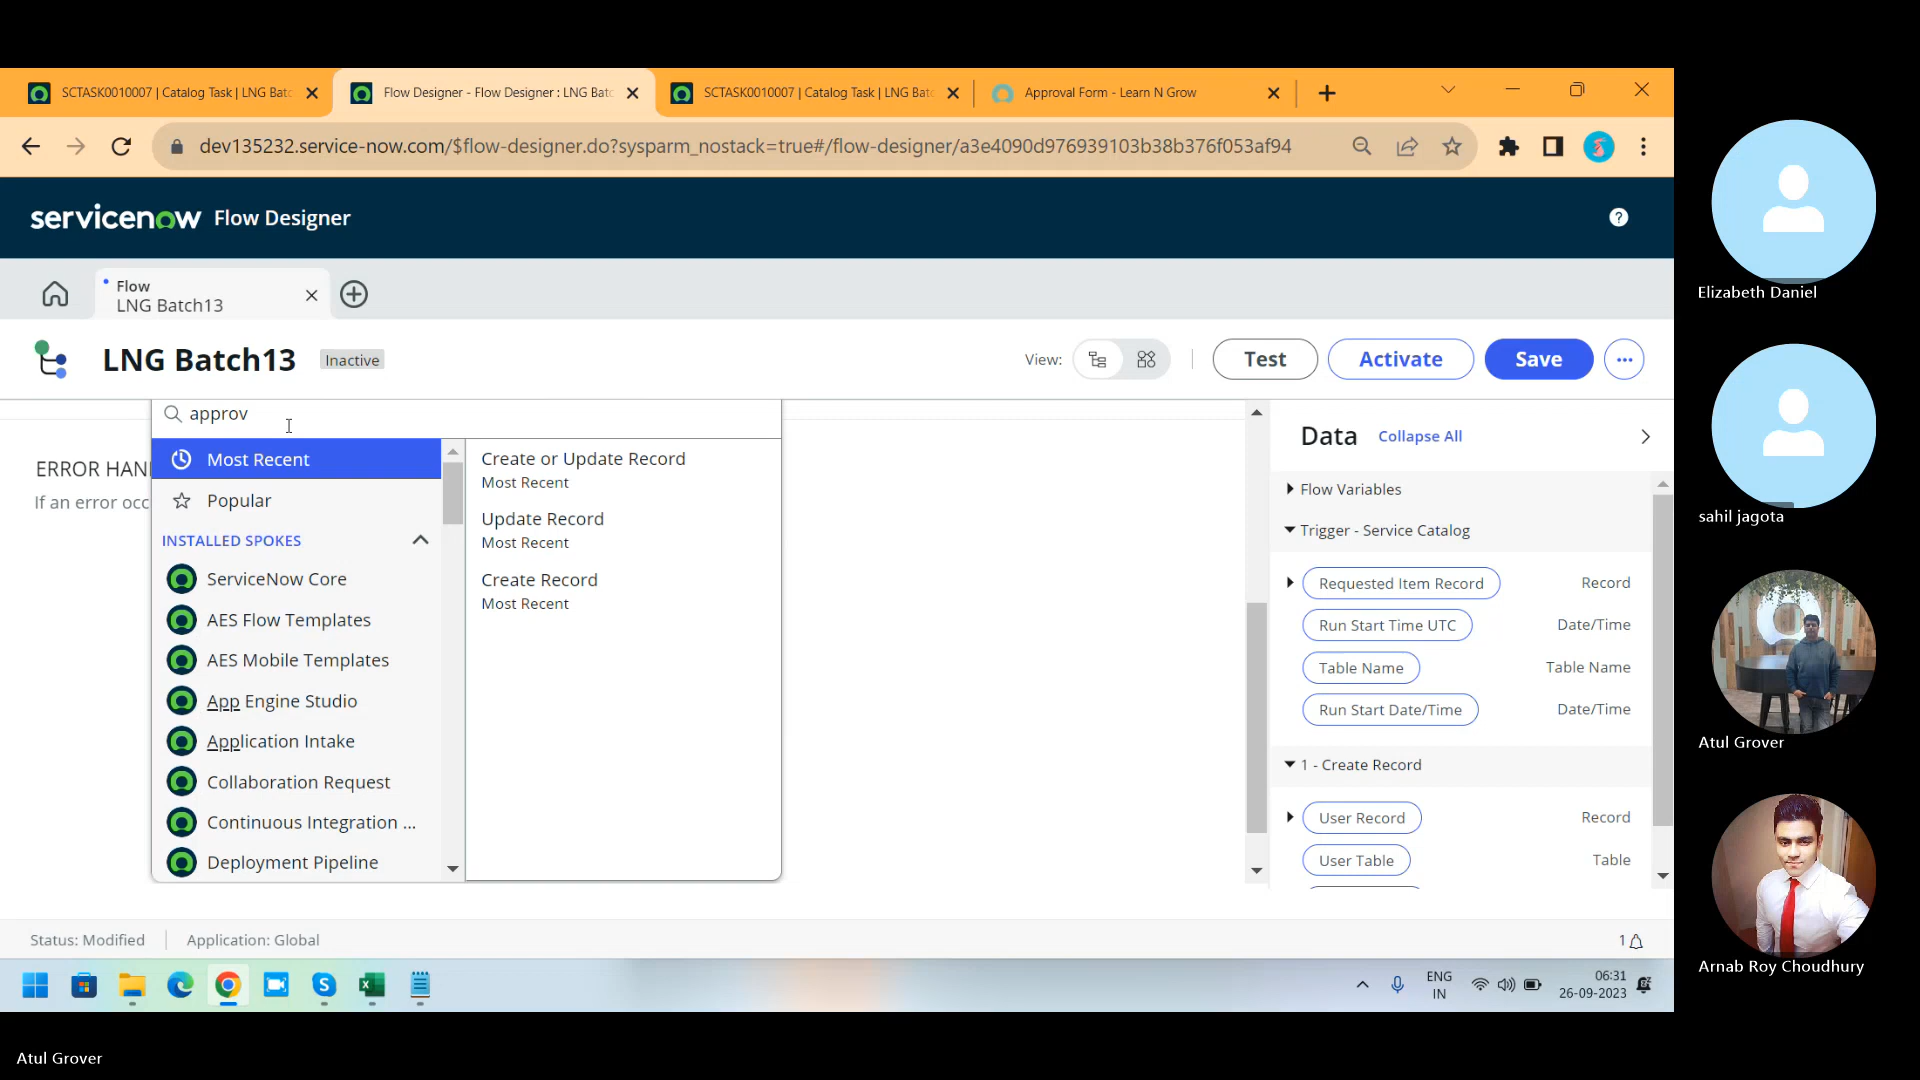 SCTASK0010007 | Catalog Task | LNG Batc
Flow Designer - Flow Designer : LNG Batc
SCTASK0010007 | Catalog Task | LNG Batc
Approval Form - Learn N Grow
dev135232.service-now.com/$flow-designer.do?sysparm_nostack=true#/flow-designer/a3e4090d976939103b38b376f053af94
servicenow Flow Designer
Flow
LNG Batch13
LNG Batch13
Inactive
View:
Test
Activate
Save
approv
ERROR HAN
If an error occ
Most Recent
Popular
INSTALLED SPOKES
ServiceNow Core
AES Flow Templates
AES Mobile Templates
App Engine Studio
Application Intake
Collaboration Request
Continuous Integration ...
Deployment Pipeline
Create or Update Record
Most Recent
Update Record
Most Recent
Create Record
Most Recent
Data
Collapse All
Flow Variables
Trigger - Service Catalog
Requested Item Record Record
Run Start Time UTC Date/Time
Table Name Table Name
Run Start Date/Time Date/Time
1 - Create Record
User Record Record
User Table Table
Status: Modified
Application: Global
1
ENG
IN
06:31
26-09-2023
Elizabeth Daniel
sahil jagota
Atul Grover
Arnab Roy Choudhury
Atul Grover